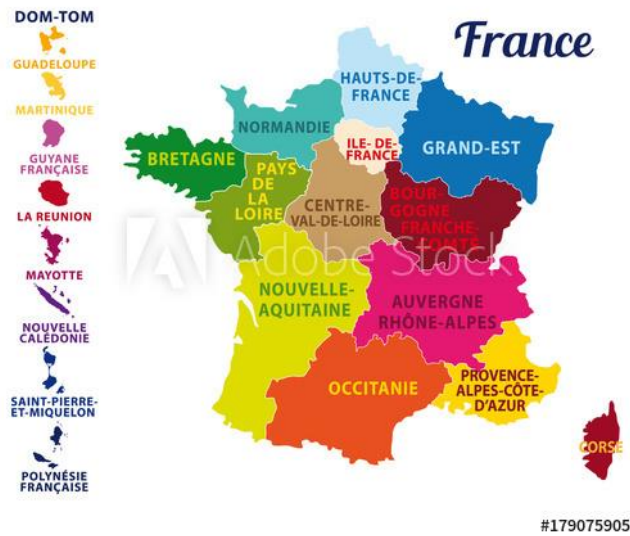 DOM-TOM
GUADELOUPE
MARTINIQUE
GUYANE
FRANÇAISE
LA REUNION
MAYOTTE
NOUVELLE
CALÉDONIE
SAINT-PIERRE-
ET-MIQUELON
POLYNÉSIE
FRANÇAISE
France
HAUTS-DE-
FRANCE
NORMANDIE
ILE- DE-
FRANCE
GRAND-EST
BRETAGNE
PAYS
DE
LA
LOIRE
CENTRE-
VAL-DE-LOIRE
BOUR-
GOGNE
FRANCHE-
COMTÉ
Adobe Stock
NOUVELLE-
AQUITAINE
AUVERGNE
RHÔNE-ALPES
OCCITANIE
PROVENCE-
ALPES-CÔTE-
D'AZUR
CORSE
#179075905